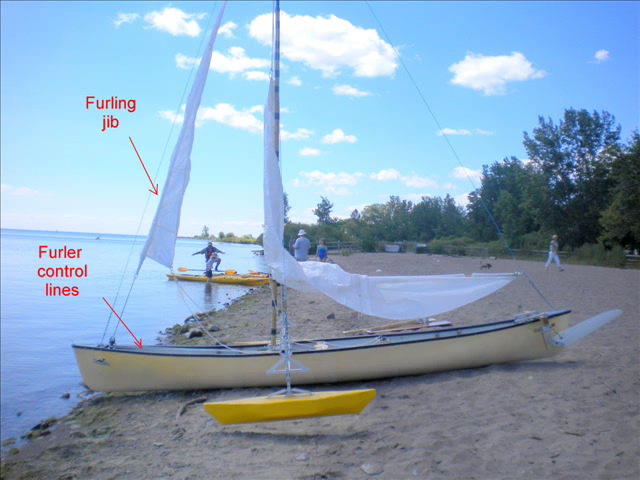 Furling
jib
Furler
control
lines